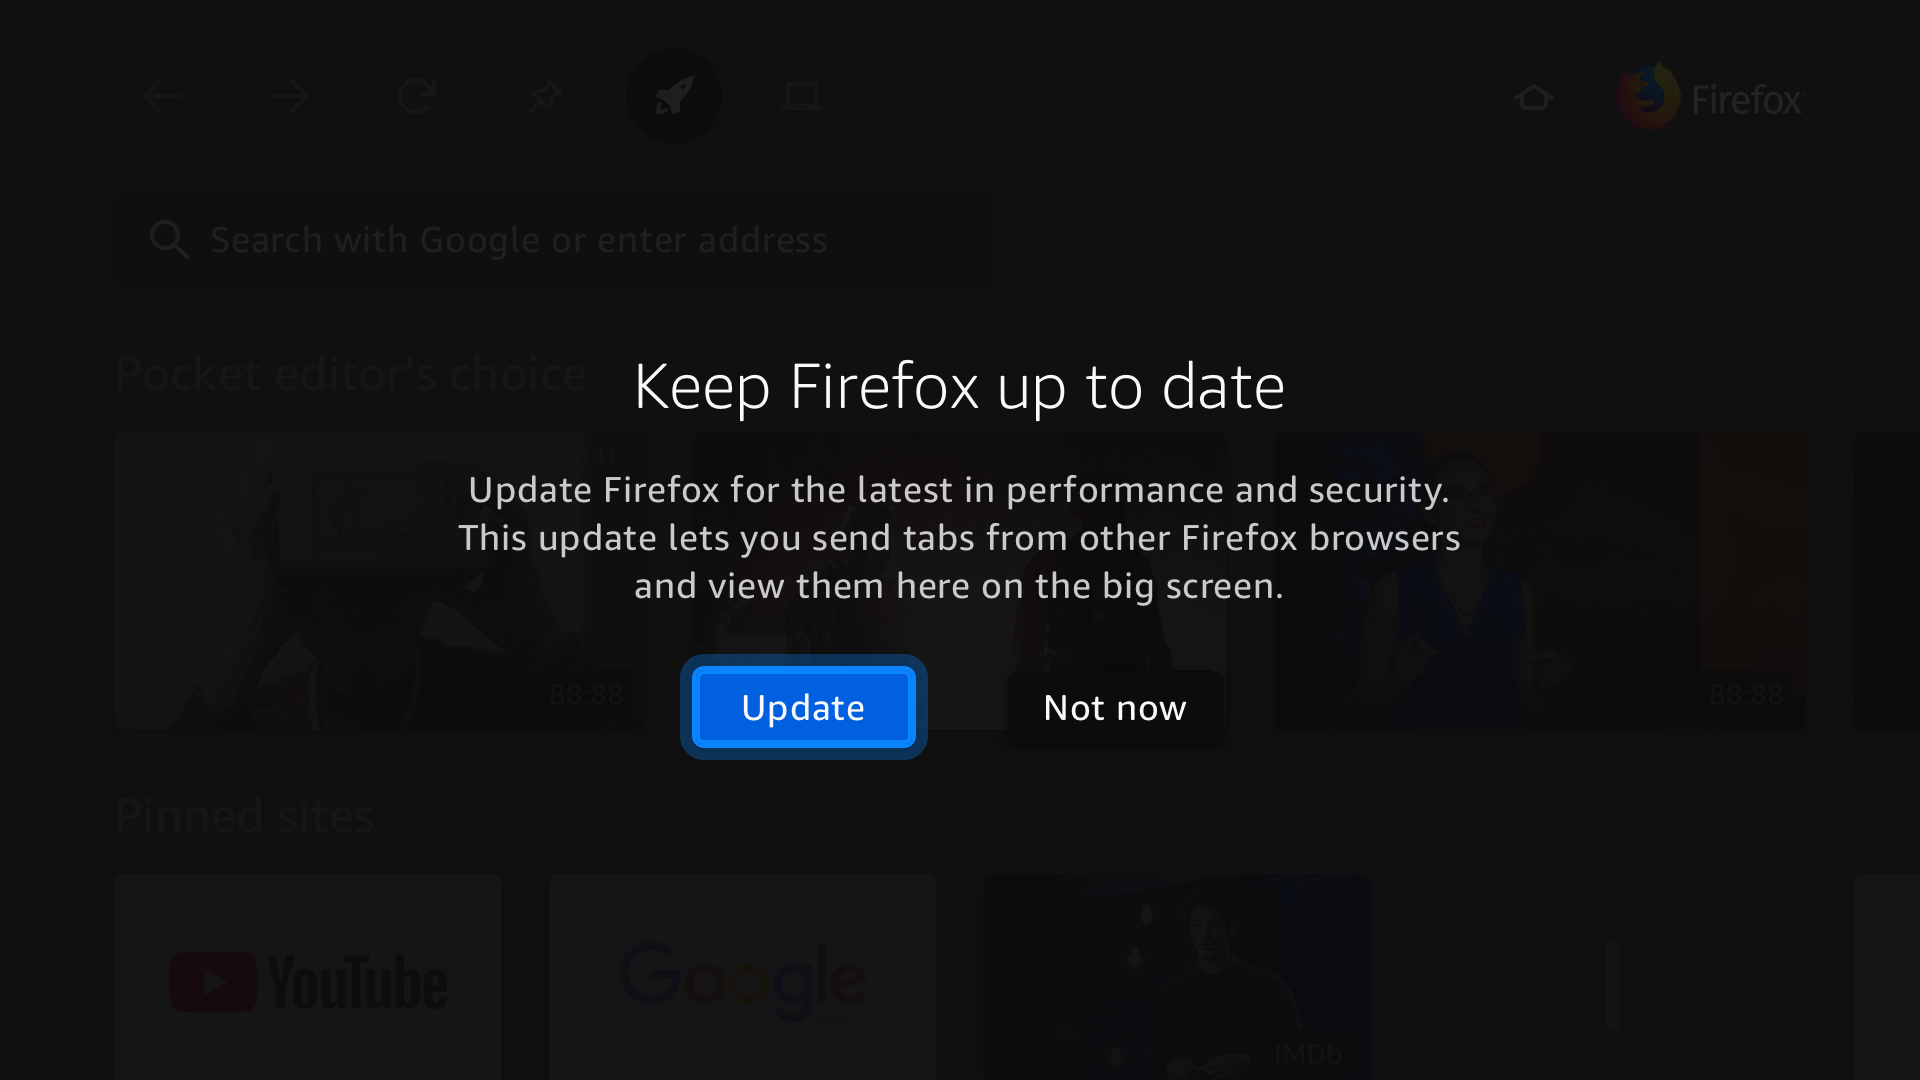 Firefox
Search with Google or enter address
Pocket editor's choice
Keep Firefox up to date
Update Firefox for the latest in performance and security.
This update lets you send tabs from other Firefox browsers
and view them here on the big screen.
88:88
88:88
Update
Not now
Pinned sites
YouTube
Google
IMDb